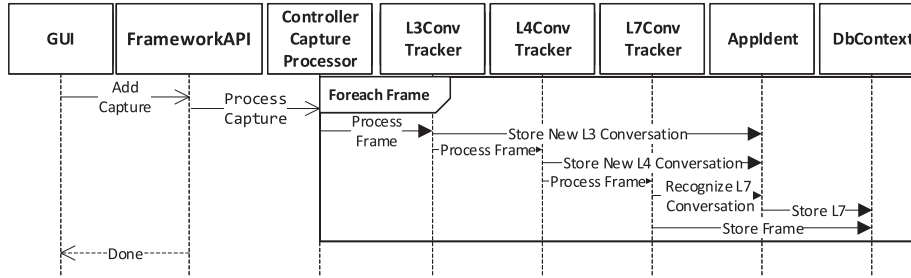 GUI
FrameworkAPI
Controller
Capture
Processor
L3Conv
Tracker
L4Conv
Tracker
L7Conv
Tracker
AppIdent
DbContext
Add
Capture
Process
Capture
Foreach Frame
Process
Frame
Store New L3 Conversation
Process Frame
Store New L4 Conversation
Process Frame
Recognize L7
Conversation
Store L7
Store Frame
Done